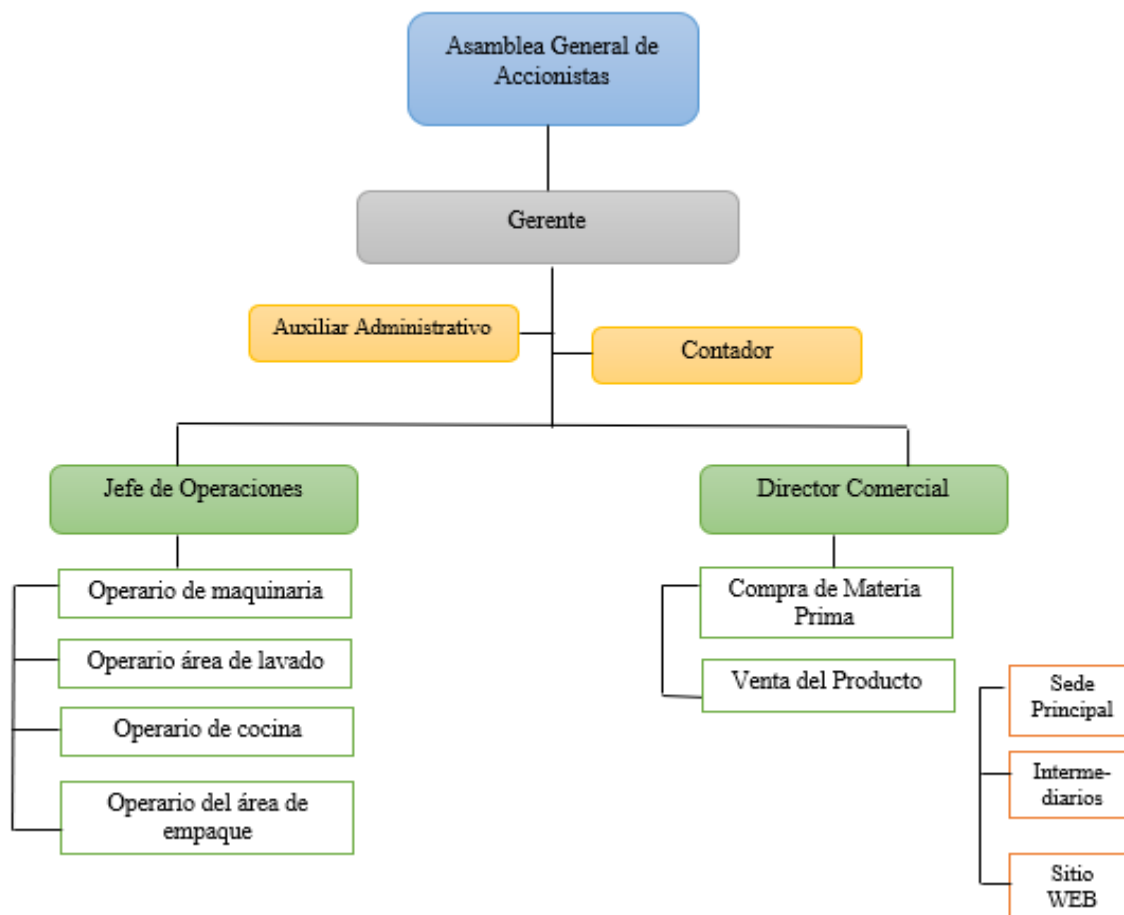 Asamblea General de
Accionistas
Gerente
Auxiliar Administrativo
Contador
Jefe de Operaciones
Director Comercial
Operario de maquinaria
Operario área de lavado
Operario de cocina
Operario del área de
empaque
Compra de Materia
Prima
Venta del Producto
Sede
Principal
Interme-
diarios
Sitio
WEB